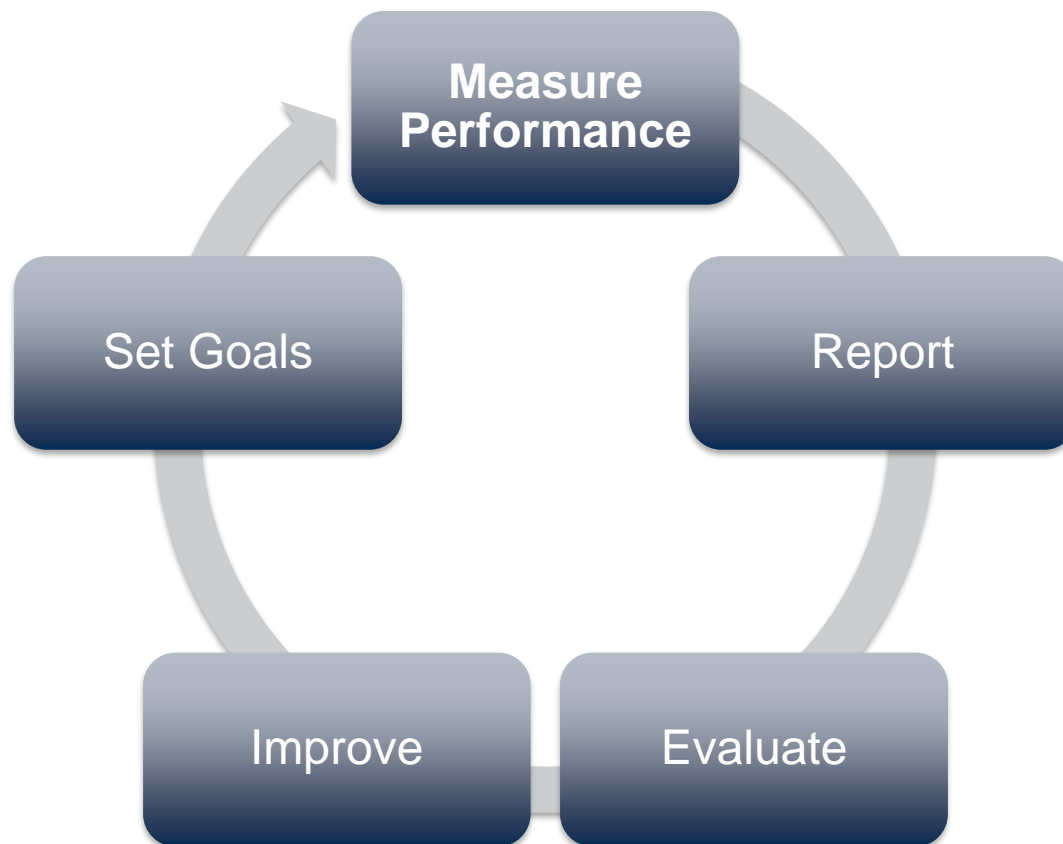 Measure
Performance
Report
Evaluate
Improve
Set Goals